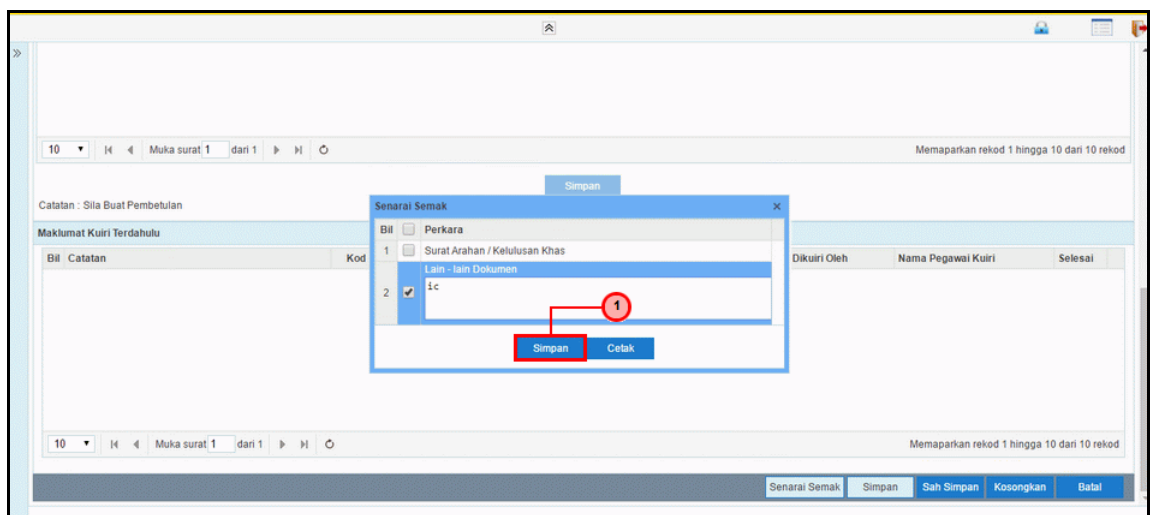 10 Muka surat 1 dari 1 Memaparkan rekod 1 hingga 10 dari 10 rekod
Simpan
Catatan : Sila Buat Pembetulan
Senarai Semak
Maklumat Kuiri Terdahulu
Bil Perkara
1 Surat Arahan / Kelulusan Khas
Bil Catatan Kod Dikuiri Oleh Nama Pegawai Kuiri Selesai
Lain - lain Dokumen
2 ic
1
Simpan Cetak
10 Muka surat 1 dari 1 Memaparkan rekod 1 hingga 10 dari 10 rekod
Senarai Semak Simpan Sah Simpan Kosongkan Batal